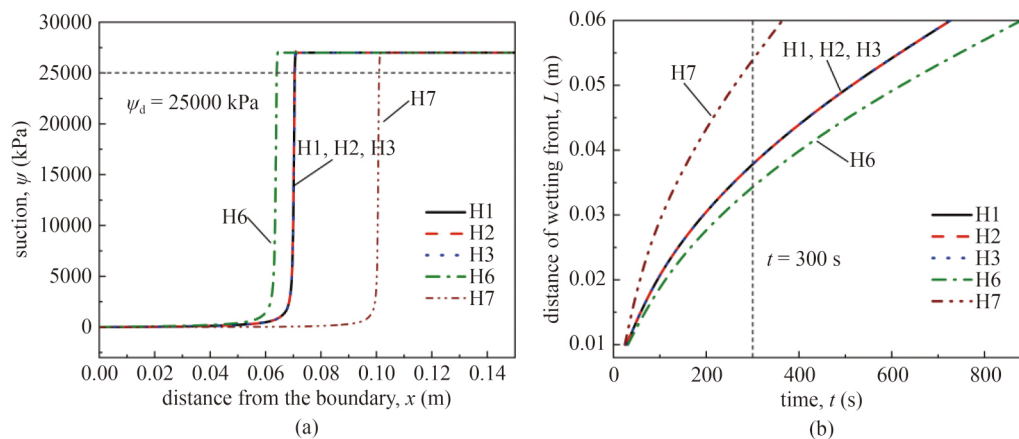 30000
25000
20000
15000
10000
5000
0
suction, ψ (kPa)
ψd = 25000 kPa
H7
H1, H2, H3
H6
H1
H2
H3
H6
H7
0.00 0.02 0.04 0.06 0.08 0.10 0.12 0.14
distance from the boundary, x (m)
(a)
0.06
0.05
0.04
0.03
0.02
0.01
distance of wetting front, L (m)
H1, H2, H3
H7
H6
t = 300 s
H1
H2
H3
H6
H7
0 200 400 600 800
time, t (s)
(b)